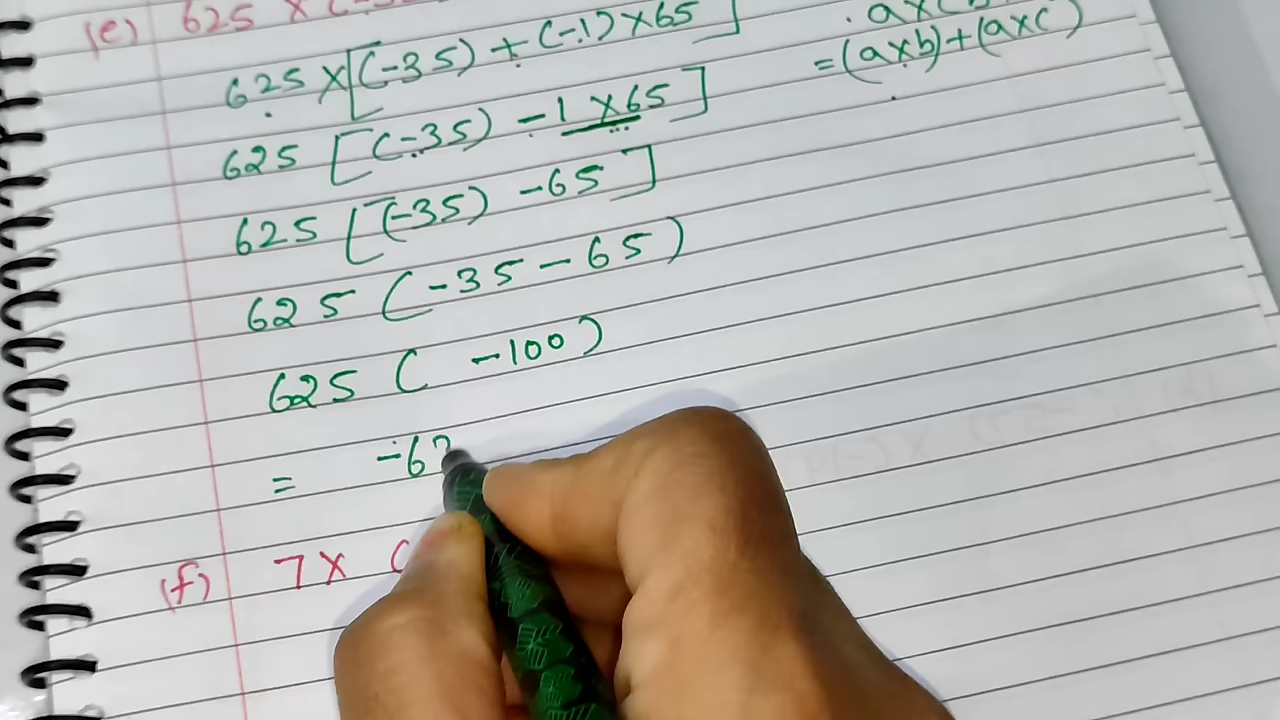 (e) 625 × (-35
. a×(b
625 ×[(-35) + (-1)×65]
=(a×b)+(a×c)
625 [(-35) -1 ×65]
625 [(-35) -65]
625 (-35-65)
625 ( -100)
= -62
(f) 7× (